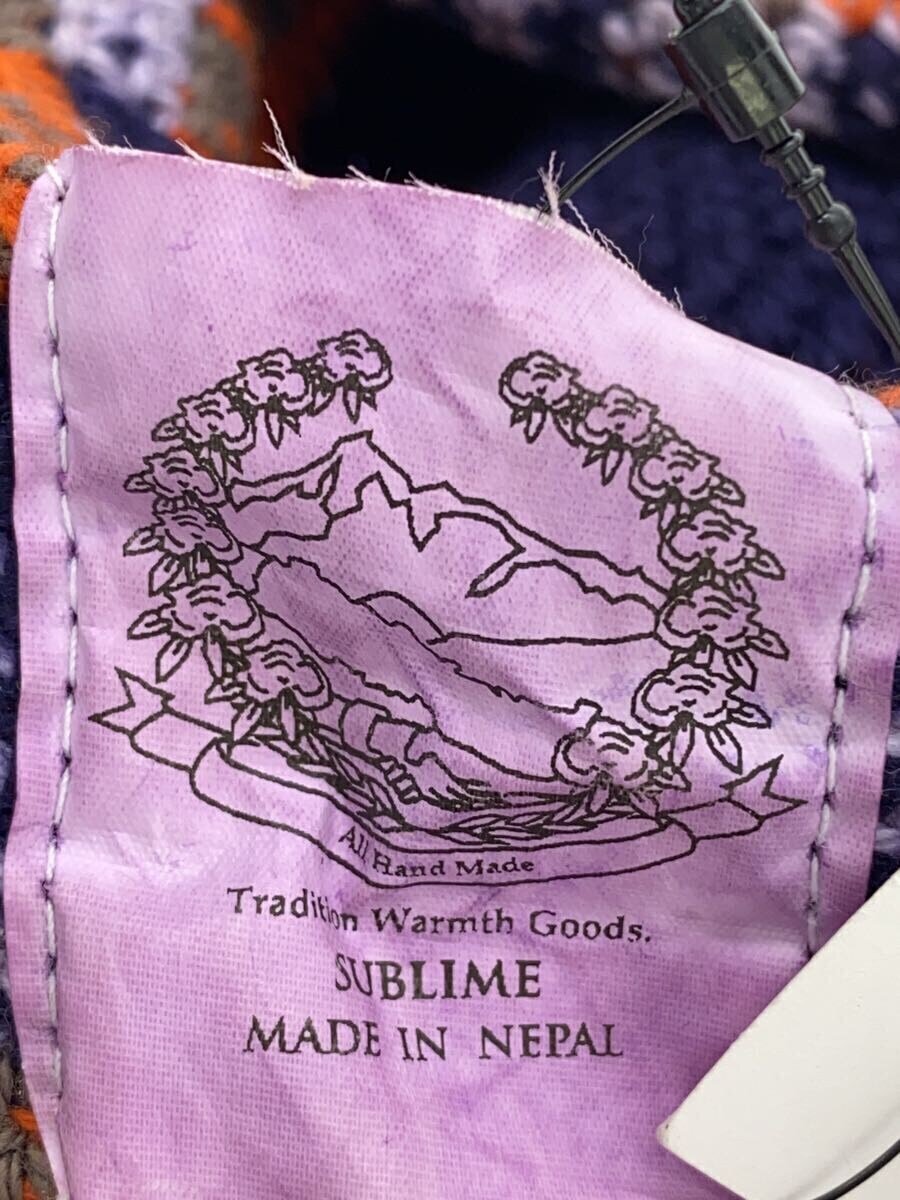 All Hand Made
Tradition Warmth Goods.
SUBLIME
MADE IN NEPAL